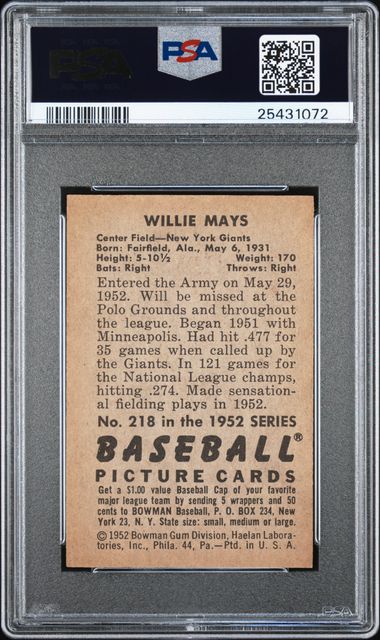 PSA
PSA
25431072
WILLIE MAYS
Center Field—New York Giants
Born: Fairfield, Ala., May 6, 1931
Height: 5-10½ Weight: 170
Bats: Right Throws: Right
Entered the Army on May 29,
1952. Will be missed at the
Polo Grounds and throughout
the league. Began 1951 with
Minneapolis. Had hit .477 for
35 games when called up by
the Giants. In 121 games for
the National League champs,
hitting .274. Made sensation-
al fielding plays in 1952.
No. 218 in the 1952 SERIES
BASEBALL®
PICTURE CARDS
Get a $1.00 value Baseball Cap of your favorite
major league team by sending 5 wrappers and 50
cents to BOWMAN Baseball, P. O. BOX 234, New
York 23, N. Y. State size: small, medium or large.
©1952 Bowman Gum Division, Haelan Labora-
tories, Inc., Phila. 44, Pa.—Ptd. in U. S. A.